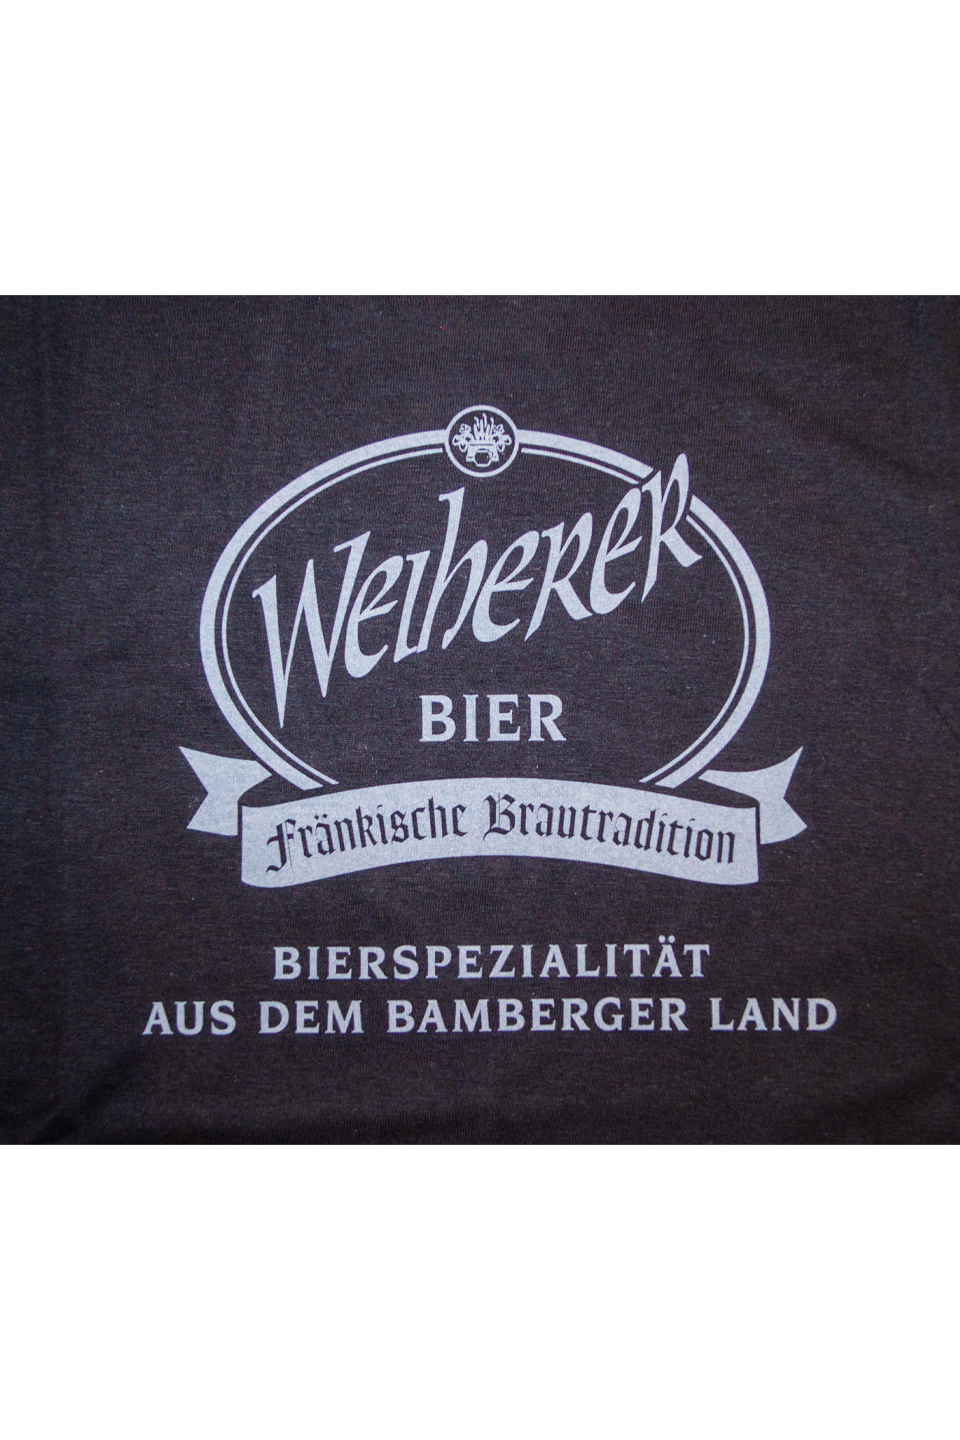 Weiherer
BIER
Fränkische Brautradition
BIERSPEZIALITÄT
AUS DEM BAMBERGER LAND